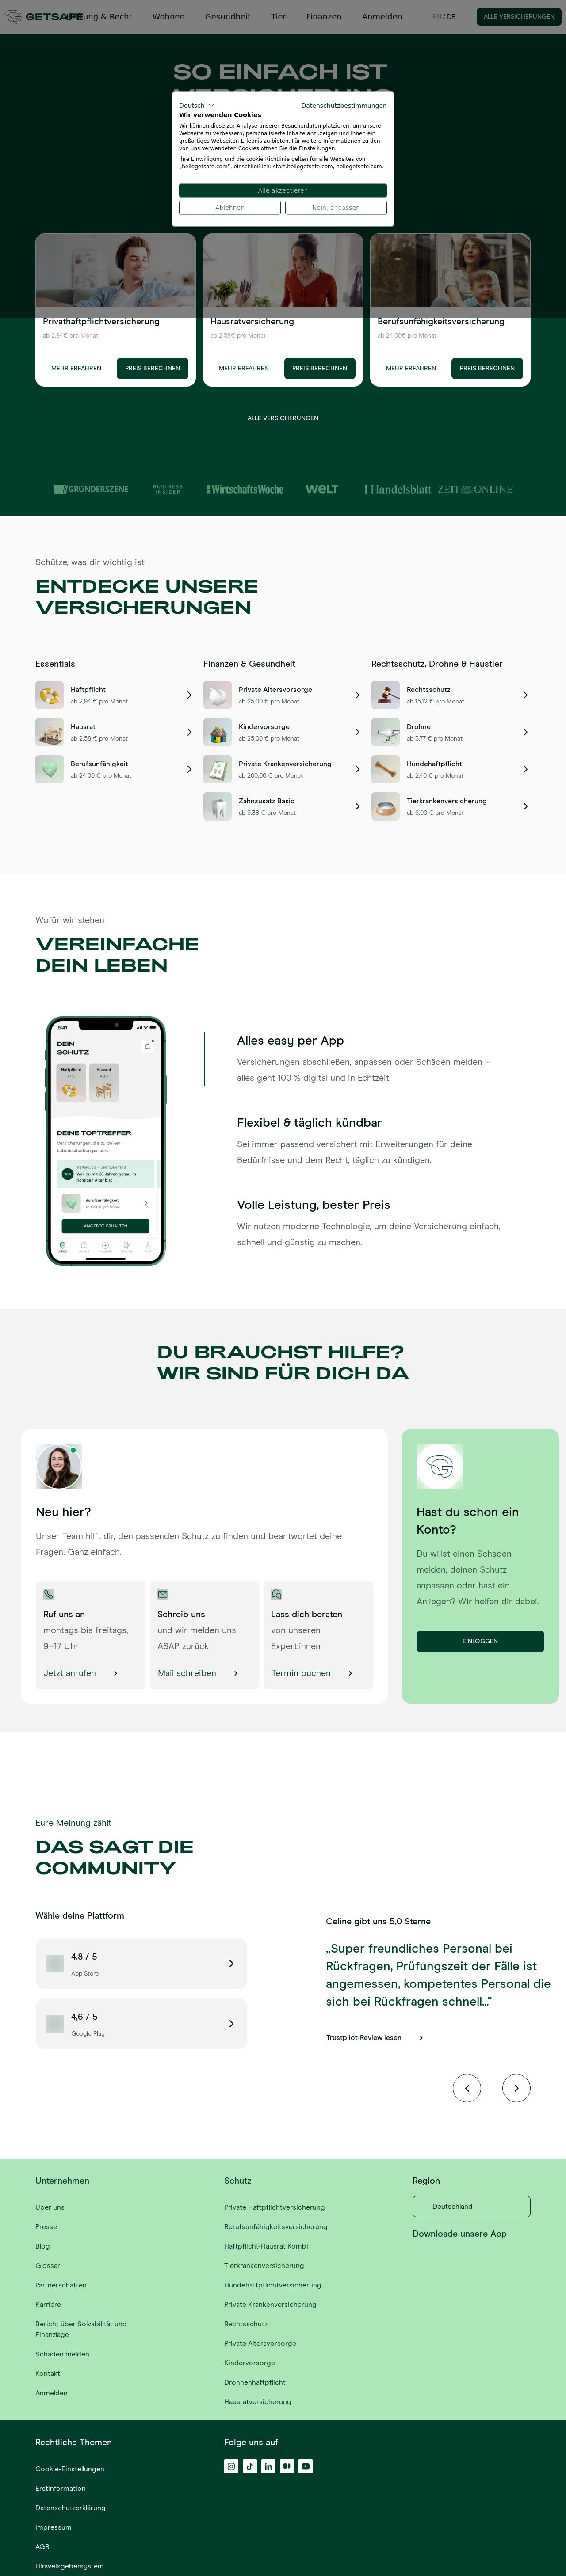 GETSAFE
Haftung & Recht
Wohnen
Gesundheit
Tier
Finanzen
Anmelden
EN / DE
ALLE VERSICHERUNGEN
SO EINFACH IST
Deutsch
Datenschutzbestimmungen
Wir verwenden Cookies
Wir können diese zur Analyse unserer Besucherdaten platzieren, um unsere
Webseite zu verbessern, personalisierte Inhalte anzuzeigen und Ihnen ein
großartiges Webseiten-Erlebnis zu bieten. Für weitere Informationen zu den
von uns verwendeten Cookies öffnen Sie die Einstellungen.
Ihre Einwilligung und die cookie Richtlinie gelten für alle Websites von
„hellogetsafe.com“, einschließlich: start.hellogetsafe.com, hellogetsafe.com.
Alle akzeptieren
Ablehnen
Nein, anpassen
Privathaftpflichtversicherung
ab 2,94€ pro Monat
MEHR ERFAHREN
PREIS BERECHNEN
Hausratversicherung
ab 2,58€ pro Monat
MEHR ERFAHREN
PREIS BERECHNEN
Berufsunfähigkeitsversicherung
ab 24,00€ pro Monat
MEHR ERFAHREN
PREIS BERECHNEN
ALLE VERSICHERUNGEN
GRÜNDERSZENE
BUSINESS
INSIDER
WirtschaftsWoche
WELT
Handelsblatt
ZEIT ONLINE
Schütze, was dir wichtig ist
ENTDECKE UNSERE
VERSICHERUNGEN
Essentials
Haftpflicht
ab 2,94 € pro Monat
Hausrat
ab 2,58 € pro Monat
Berufsunfähigkeit
ab 24,00 € pro Monat
Finanzen & Gesundheit
Private Altersvorsorge
ab 25,00 € pro Monat
Kindervorsorge
ab 25,00 € pro Monat
Private Krankenversicherung
ab 200,00 € pro Monat
Zahnzusatz Basic
ab 9,38 € pro Monat
Rechtsschutz, Drohne & Haustier
Rechtsschutz
ab 15,12 € pro Monat
Drohne
ab 3,77 € pro Monat
Hundehaftpflicht
ab 2,40 € pro Monat
Tierkrankenversicherung
ab 6,00 € pro Monat
Wofür wir stehen
VEREINFACHE
DEIN LEBEN
9:41
DEIN
SCHUTZ
Haftpflicht
Hausrat
DEINE TOPTREFFER
Versicherungen, die zu deiner
Lebenssituation passen.
Weil du mit 28 Jahren genau im
richtigen Alter bist
Berufsunfähigkeit
ANGEBOT ERHALTEN
Alles easy per App
Versicherungen abschließen, anpassen oder Schäden melden –
alles geht 100 % digital und in Echtzeit.
Flexibel & täglich kündbar
Sei immer passend versichert mit Erweiterungen für deine
Bedürfnisse und dem Recht, täglich zu kündigen.
Volle Leistung, bester Preis
Wir nutzen moderne Technologie, um deine Versicherung einfach,
schnell und günstig zu machen.
DU BRAUCHST HILFE?
WIR SIND FÜR DICH DA
Neu hier?
Unser Team hilft dir, den passenden Schutz zu finden und beantwortet deine
Fragen. Ganz einfach.
Ruf uns an
montags bis freitags,
9–17 Uhr
Jetzt anrufen
Schreib uns
und wir melden uns
ASAP zurück
Mail schreiben
Lass dich beraten
von unseren
Expert:innen
Termin buchen
Hast du schon ein
Konto?
Du willst einen Schaden
melden, deinen Schutz
anpassen oder hast ein
Anliegen? Wir helfen dir dabei.
EINLOGGEN
Eure Meinung zählt
DAS SAGT DIE
COMMUNITY
Wähle deine Plattform
4,8 / 5
App Store
4,6 / 5
Google Play
Celine gibt uns 5,0 Sterne
„Super freundliches Personal bei
Rückfragen, Prüfungszeit der Fälle ist
angemessen, kompetentes Personal die
sich bei Rückfragen schnell..."
Trustpilot-Review lesen
Unternehmen
Über uns
Presse
Blog
Glossar
Partnerschaften
Karriere
Bericht über Solvabilität und
Finanzlage
Schaden melden
Kontakt
Anmelden
Schutz
Private Haftpflichtversicherung
Berufsunfähigkeitsversicherung
Haftpflicht-Hausrat Kombi
Tierkrankenversicherung
Hundehaftpflichtversicherung
Private Krankenversicherung
Rechtsschutz
Private Altersvorsorge
Kindervorsorge
Drohnenhaftpflicht
Hausratversicherung
Region
Deutschland
Downloade unsere App
Rechtliche Themen
Cookie-Einstellungen
Erstinformation
Datenschutzerklärung
Impressum
AGB
Hinweisgebersystem
Folge uns auf